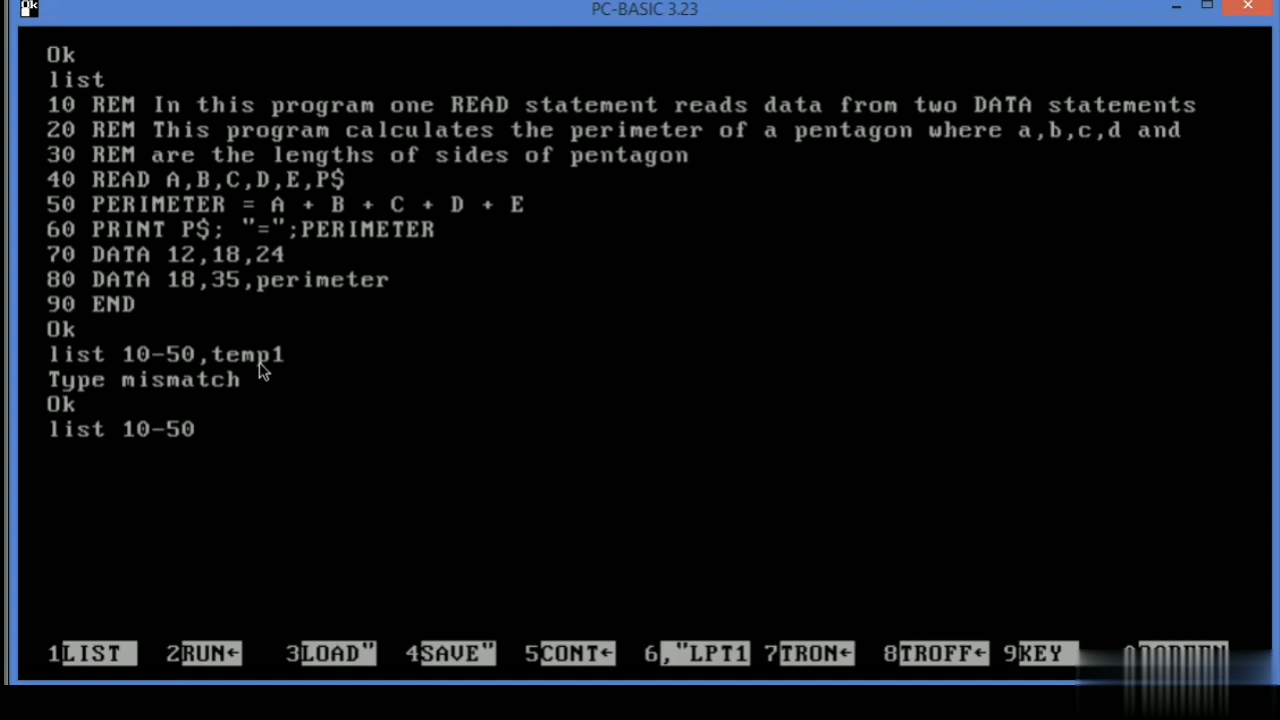 Ok
PC-BASIC 3.23
Ok
list
10 REM In this program one READ statement reads data from two DATA statements
20 REM This program calculates the perimeter of a pentagon where a,b,c,d and
30 REM are the lengths of sides of pentagon
40 READ A,B,C,D,E,P$
50 PERIMETER = A + B + C + D + E
60 PRINT P$; "=";PERIMETER
70 DATA 12,18,24
80 DATA 18,35,perimeter
90 END
Ok
list 10-50,temp1
Type mismatch
Ok
list 10-50
1LIST 2RUN← 3LOAD" 4SAVE" 5CONT← 6,"LPT1 7TRON← 8TROFF← 9KEY